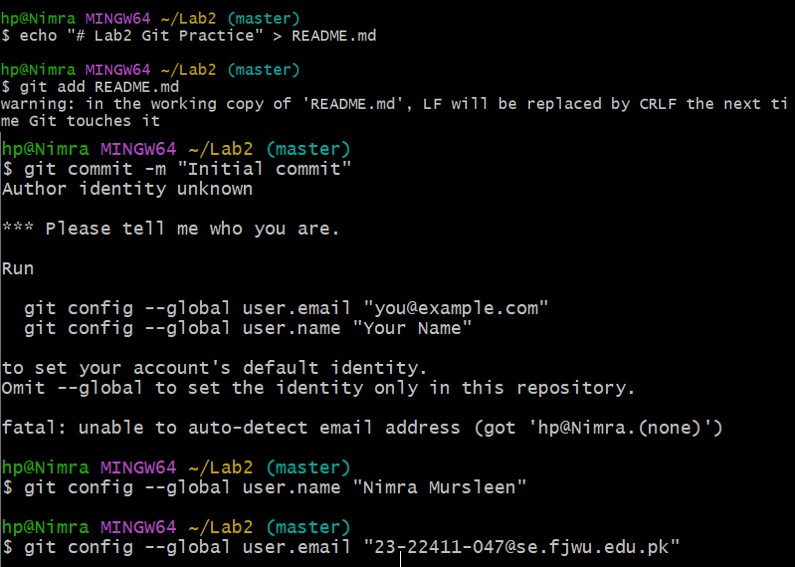 hp@Nimra MINGW64 ~/Lab2 (master)
$ echo "# Lab2 Git Practice" > README.md
hp@Nimra MINGW64 ~/Lab2 (master)
$ git add README.md
warning: in the working copy of 'README.md', LF will be replaced by CRLF the next ti
me Git touches it
hp@Nimra MINGW64 ~/Lab2 (master)
$ git commit -m "Initial commit"
Author identity unknown
*** Please tell me who you are.
Run
git config --global user.email "you@example.com"
git config --global user.name "Your Name"
to set your account's default identity.
Omit --global to set the identity only in this repository.
fatal: unable to auto-detect email address (got 'hp@Nimra.(none)')
hp@Nimra MINGW64 ~/Lab2 (master)
$ git config --global user.name "Nimra Mursleen"
hp@Nimra MINGW64 ~/Lab2 (master)
$ git config --global user.email "23-22411-047@se.fjwu.edu.pk"